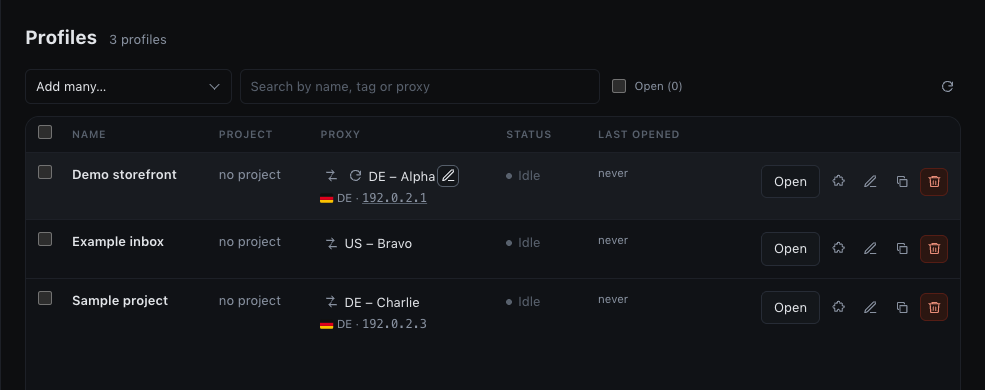 Profiles 3 profiles
Add many... Search by name, tag or proxy Open (0)
NAME PROJECT PROXY STATUS LAST OPENED
Demo storefront no project DE – Alpha Idle never Open
DE · 192.0.2.1
Example inbox no project US – Bravo Idle never Open
Sample project no project DE – Charlie Idle never Open
DE · 192.0.2.3